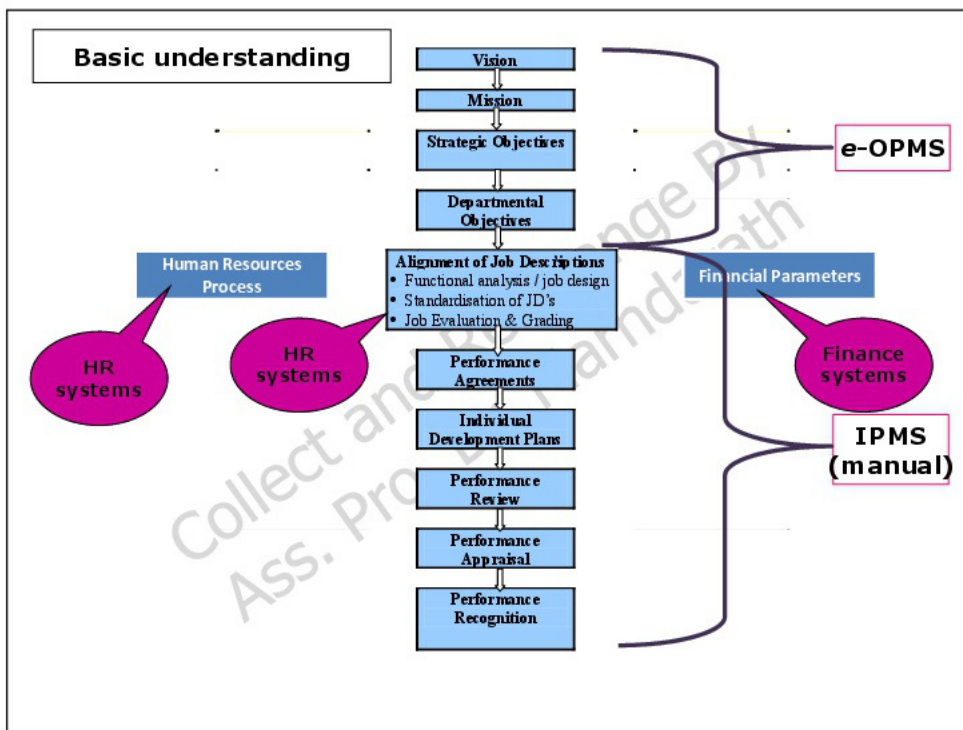 Basic understanding
Vision
Mission
Strategic Objectives
e-OPMS
Departmental
Objectives
Human Resources
Process
Alignment of Job Descriptions
• Functional analysis / job design
• Standardisation of JD's
• Job Evaluation & Grading
Financial Parameters
HR
systems
HR
systems
Finance
systems
Performance
Agreements
Individual
Development Plans
IPMS
(manual)
Performance
Review
Performance
Appraisal
Performance
Recognition
Collect and By
Ass.